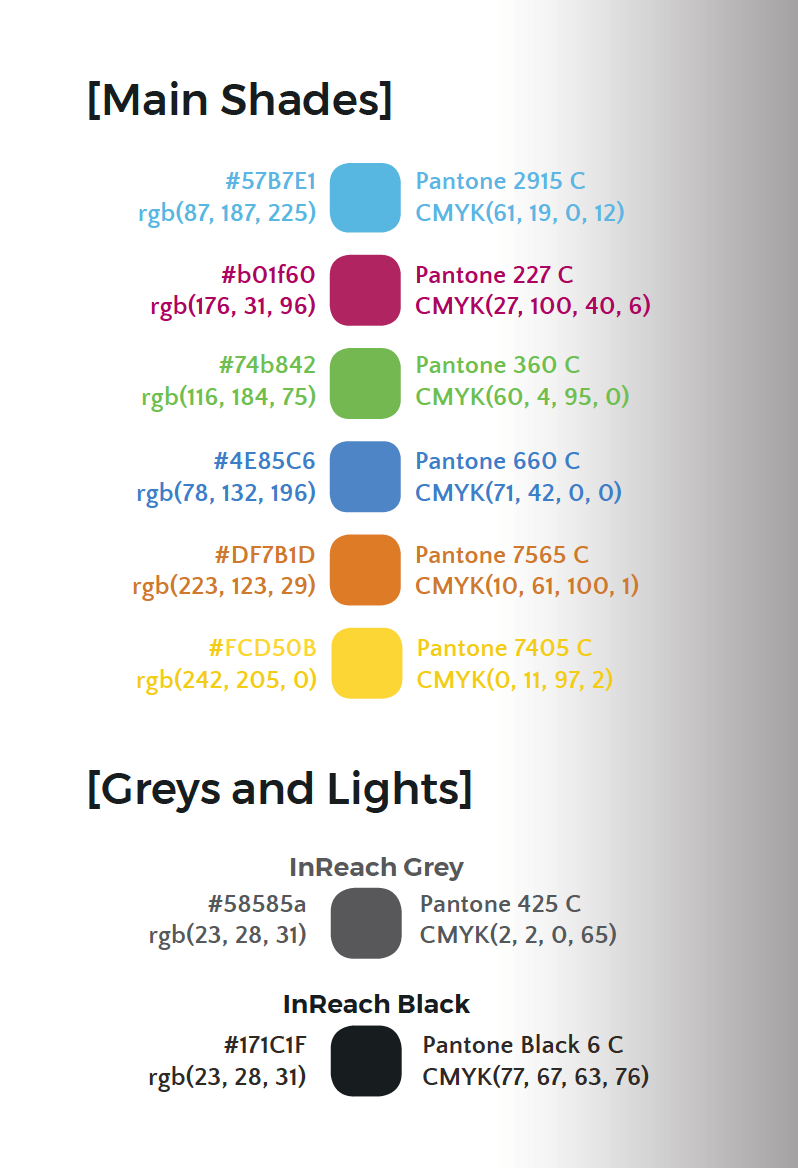 [Main Shades]
#57B7E1
rgb(87, 187, 225)
Pantone 2915 C
CMYK(61, 19, 0, 12)
#b01f60
rgb(176, 31, 96)
Pantone 227 C
CMYK(27, 100, 40, 6)
#74b842
rgb(116, 184, 75)
Pantone 360 C
CMYK(60, 4, 95, 0)
#4E85C6
rgb(78, 132, 196)
Pantone 660 C
CMYK(71, 42, 0, 0)
#DF7B1D
rgb(223, 123, 29)
Pantone 7565 C
CMYK(10, 61, 100, 1)
#FCD50B
rgb(242, 205, 0)
Pantone 7405 C
CMYK(0, 11, 97, 2)
[Greys and Lights]
InReach Grey
#58585a
rgb(23, 28, 31)
Pantone 425 C
CMYK(2, 2, 0, 65)
InReach Black
#171C1F
rgb(23, 28, 31)
Pantone Black 6 C
CMYK(77, 67, 63, 76)